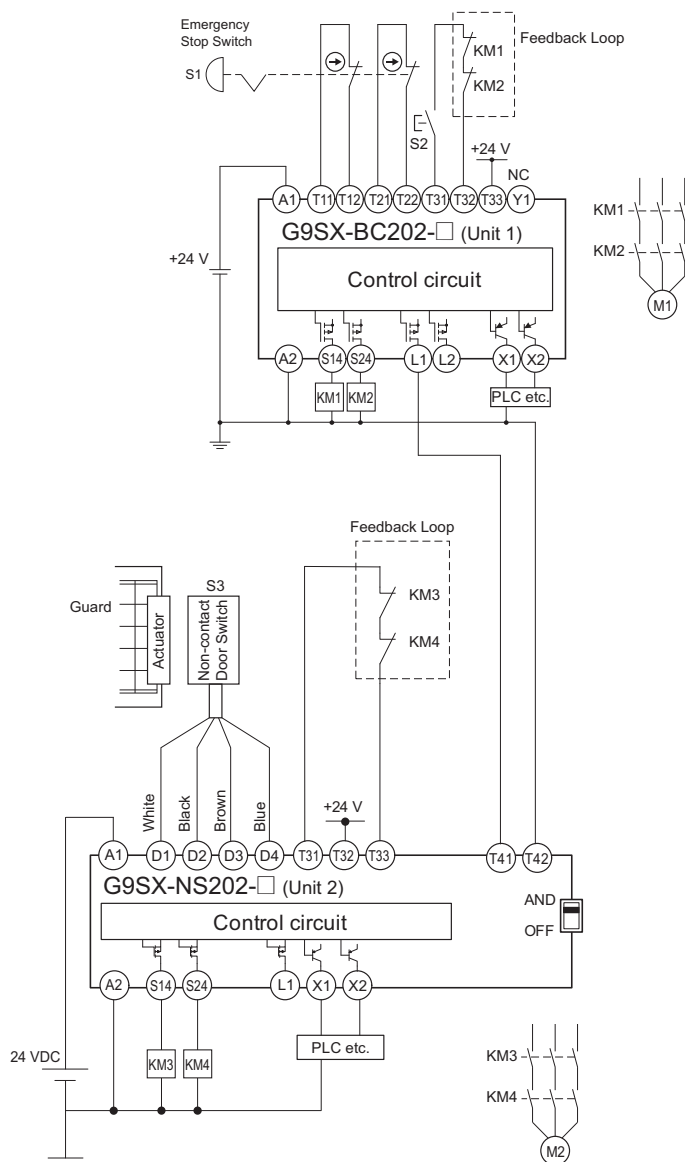 Emergency
Stop Switch
S1
Feedback Loop
KM1
KM2
S2
+24 V
NC
A1
T11
T12
T21
T22
T31
T32
T33
Y1
G9SX-BC202-□ (Unit 1)
Control circuit
+24 V
KM1
KM2
M1
A2
S14
S24
L1
L2
X1
X2
KM1
KM2
PLC etc.
Feedback Loop
KM3
KM4
Guard
Actuator
S3
Non-contact
Door Switch
White
Black
Brown
Blue
+24 V
A1
D1
D2
D3
D4
T31
T32
T33
T41
T42
G9SX-NS202-□ (Unit 2)
Control circuit
AND
OFF
A2
S14
S24
L1
X1
X2
KM3
KM4
PLC etc.
24 VDC
KM3
KM4
M2